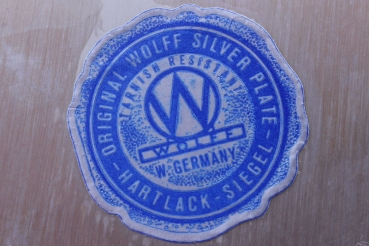 ORIGINAL WOLFF SILVER PLATE
- HARTLACK - SIEGEL -
TARNISH RESISTANT
W
WOLFF
W. GERMANY